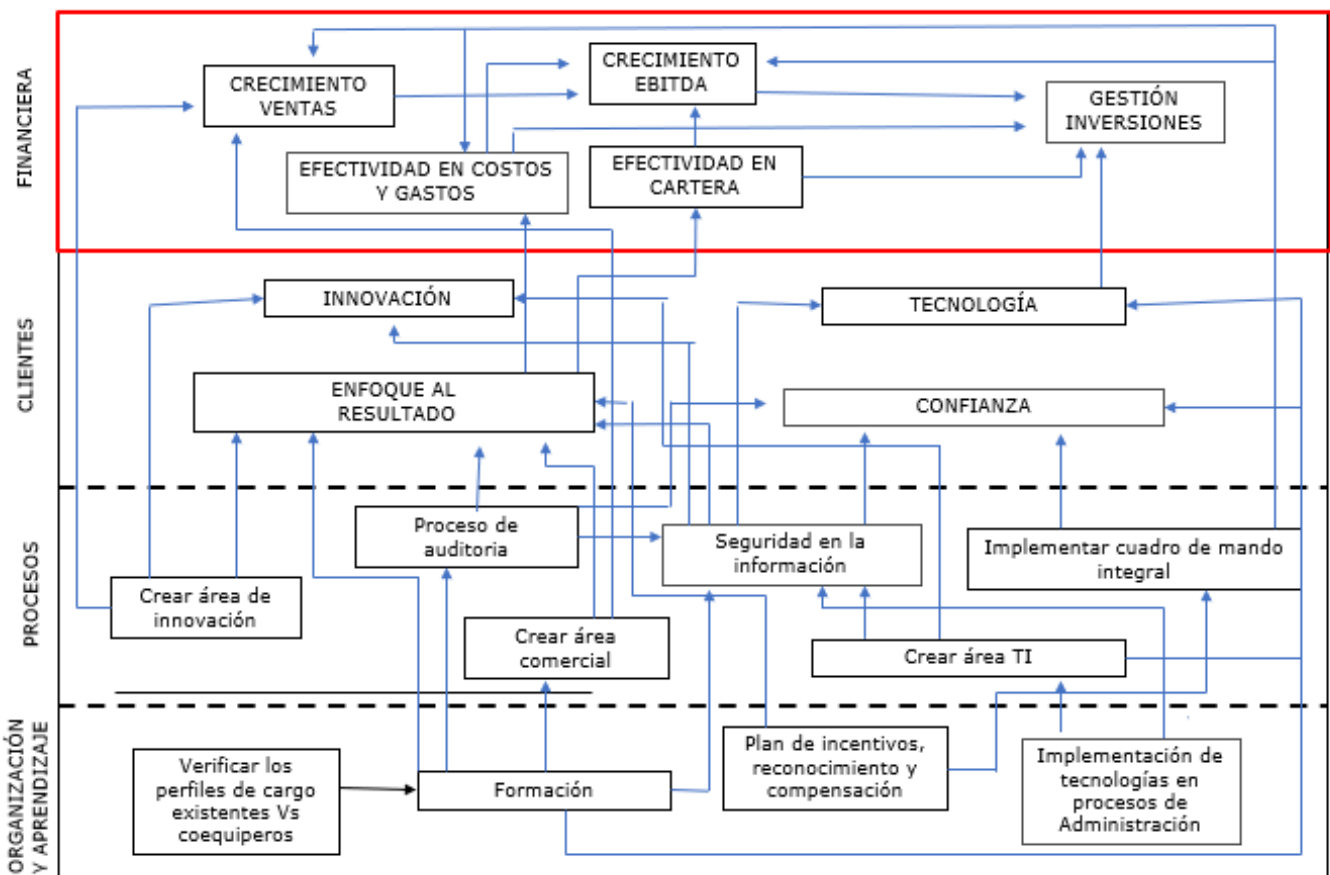 FINANCIERA
CRECIMIENTO
VENTAS
CRECIMIENTO
EBITDA
GESTIÓN
INVERSIONES
EFECTIVIDAD EN COSTOS
Y GASTOS
EFECTIVIDAD EN
CARTERA
CLIENTES
INNOVACIÓN
TECNOLOGÍA
ENFOQUE AL
RESULTADO
CONFIANZA
PROCESOS
Proceso de
auditoria
Seguridad en la
información
Implementar cuadro de mando
integral
Crear área de
innovación
Crear área
comercial
Crear área TI
ORGANIZACIÓN
Y APRENDIZAJE
Verificar los
perfiles de cargo
existentes Vs
coequiperos
Formación
Plan de incentivos,
reconocimiento y
compensación
Implementación de
tecnologías en
procesos de
Administración